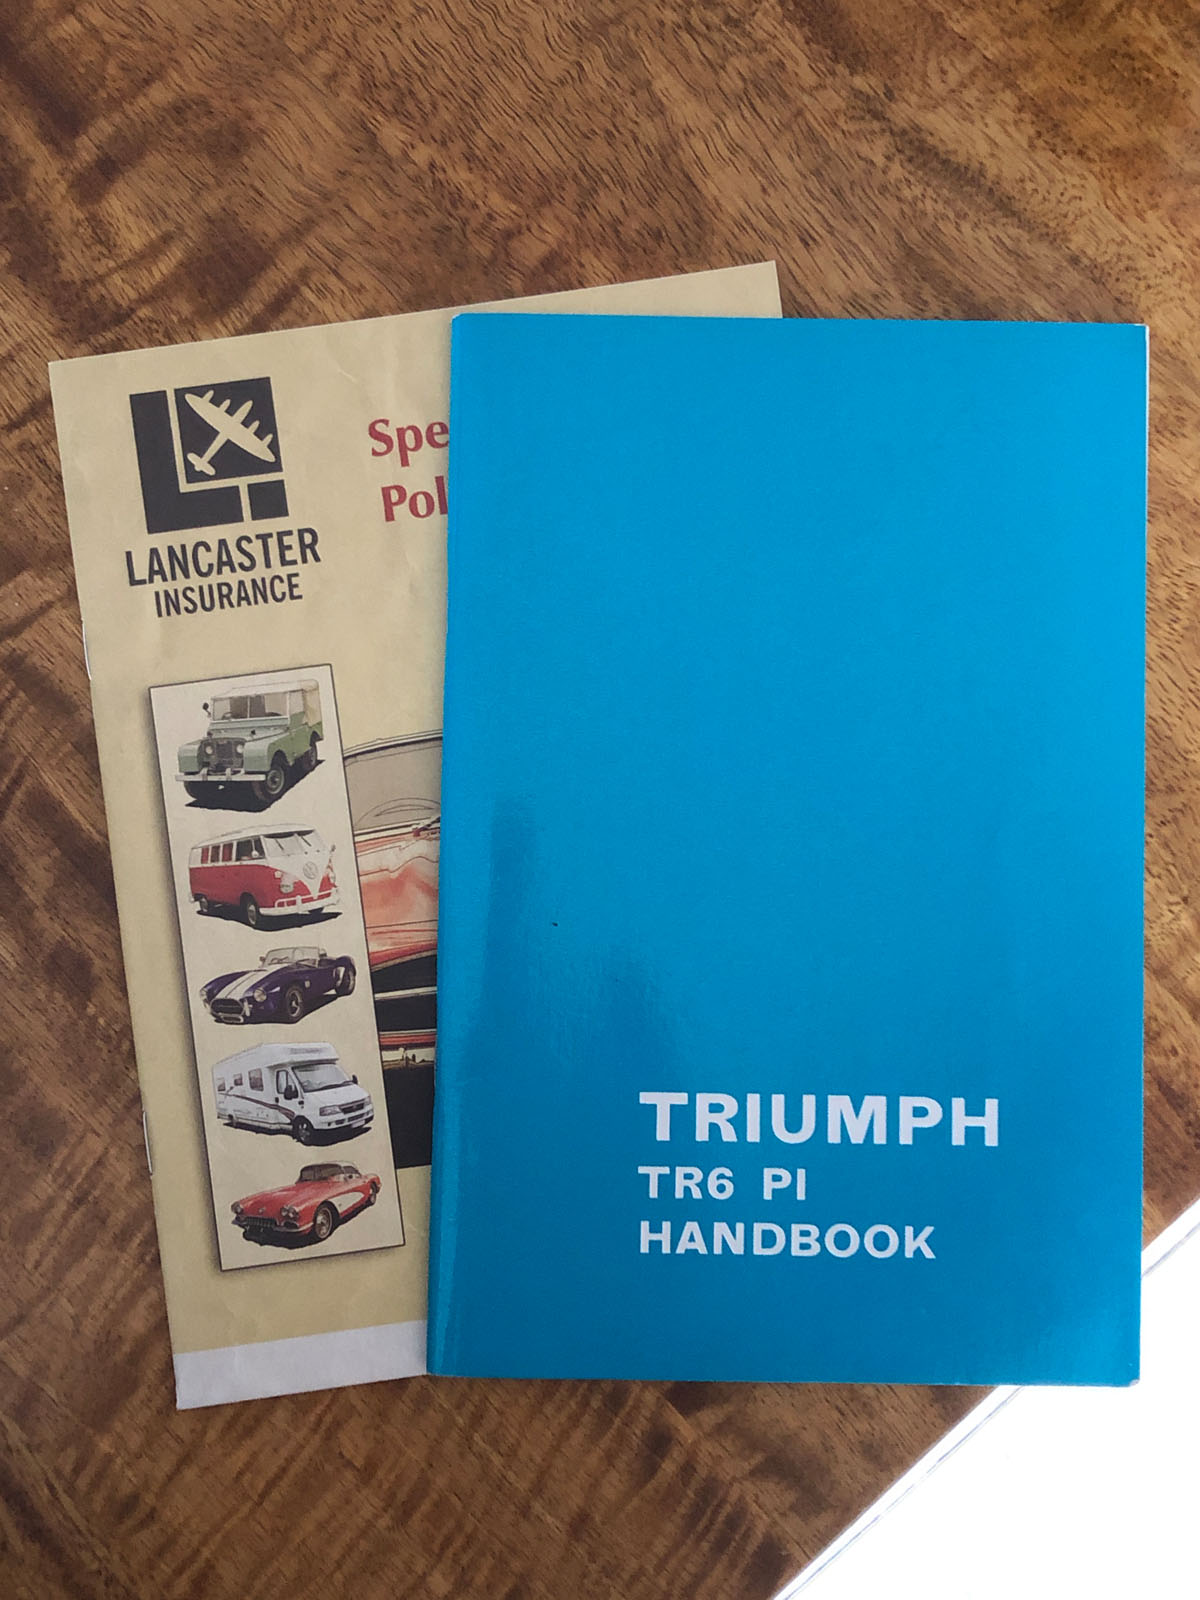 LANCASTER
INSURANCE
Spe
Pol
TRIUMPH
TR6 PI
HANDBOOK